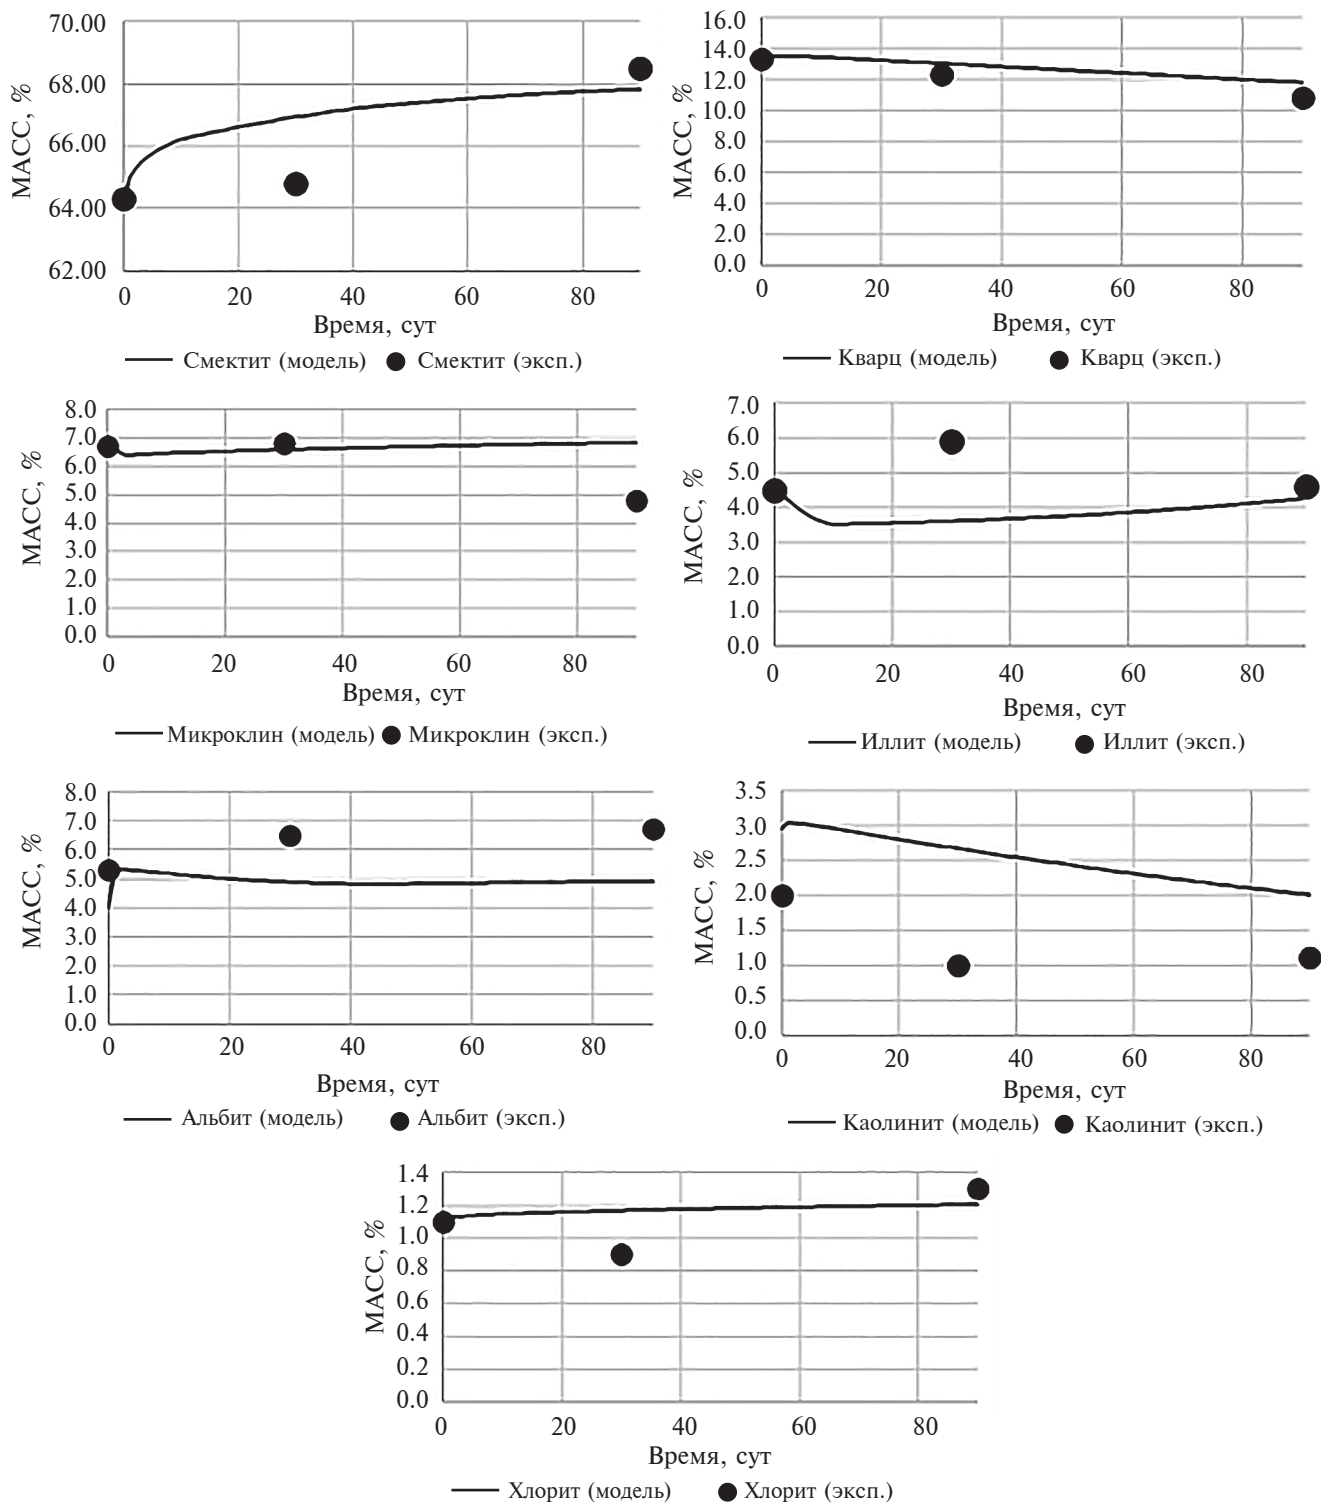 70.00
68.00
66.00
64.00
62.00
МАСС, %
0 20 40 60 80
Время, сут
Смектит (модель) Смектит (эксп.)
16.0
14.0
12.0
10.0
8.0
6.0
4.0
2.0
0.0
МАСС, %
0 20 40 60 80
Время, сут
Кварц (модель) Кварц (эксп.)
8.0
7.0
6.0
5.0
4.0
3.0
2.0
1.0
0.0
МАСС, %
0 20 40 60 80
Время, сут
Микроклин (модель) Микроклин (эксп.)
7.0
6.0
5.0
4.0
3.0
2.0
1.0
0.0
МАСС, %
0 20 40 60 80
Время, сут
Иллит (модель) Иллит (эксп.)
8.0
7.0
6.0
5.0
4.0
3.0
2.0
1.0
0.0
МАСС, %
0 20 40 60 80
Время, сут
Альбит (модель) Альбит (эксп.)
3.5
3.0
2.5
2.0
1.5
1.0
0.5
0.0
МАСС, %
0 20 40 60 80
Время, сут
Каолинит (модель) Каолинит (эксп.)
1.4
1.2
1.0
0.8
0.6
0.4
0.2
0.0
МАСС, %
0 20 40 60 80
Время, сут
Хлорит (модель) Хлорит (эксп.)